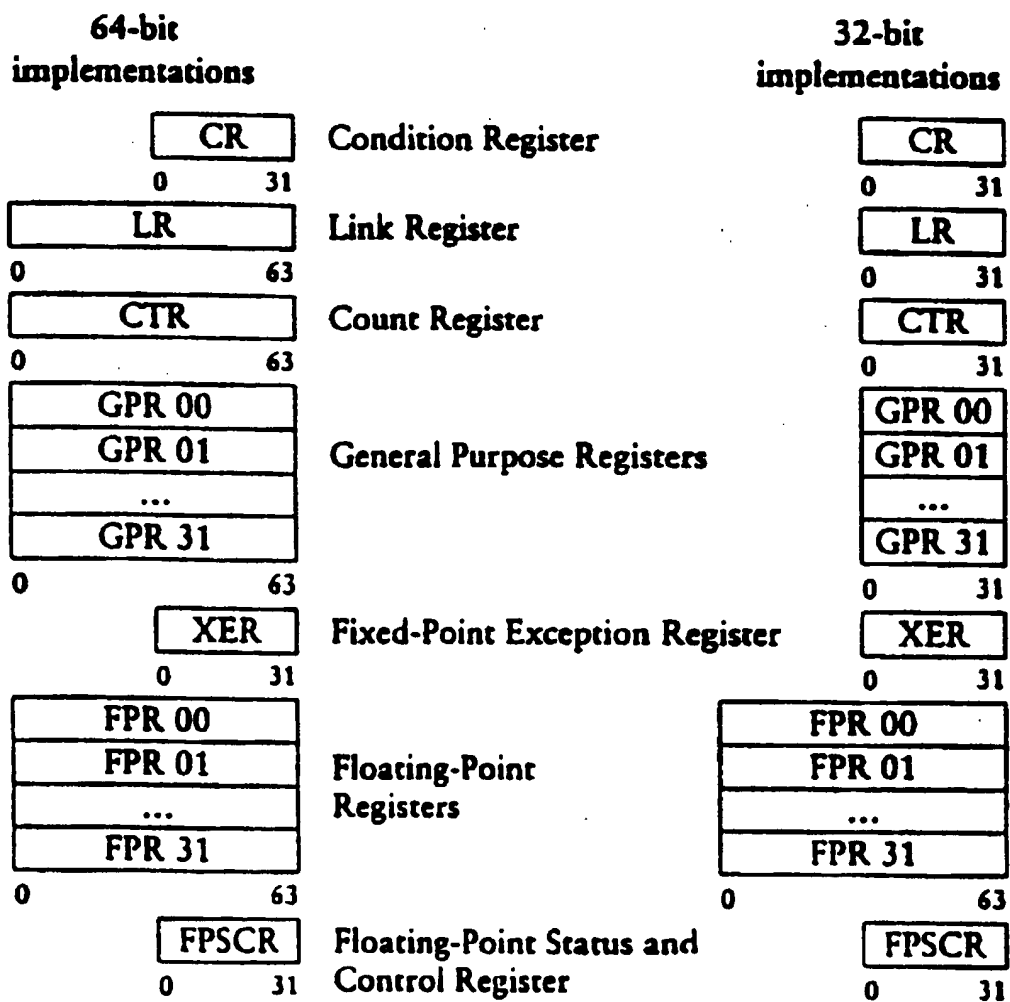 64-bit implementations
32-bit implementations
CR Condition Register CR
0 31 0 31
LR Link Register LR
0 63 0 31
CTR Count Register CTR
0 63 0 31
GPR 00 GPR 00
GPR 01 General Purpose Registers GPR 01
... ...
GPR 31 GPR 31
0 63 0 31
XER Fixed-Point Exception Register XER
0 31 0 31
FPR 00 FPR 00
FPR 01 Floating-Point FPR 01
... Registers ...
FPR 31 FPR 31
0 63 0 63
FPSCR Floating-Point Status and FPSCR
0 31 Control Register 0 31